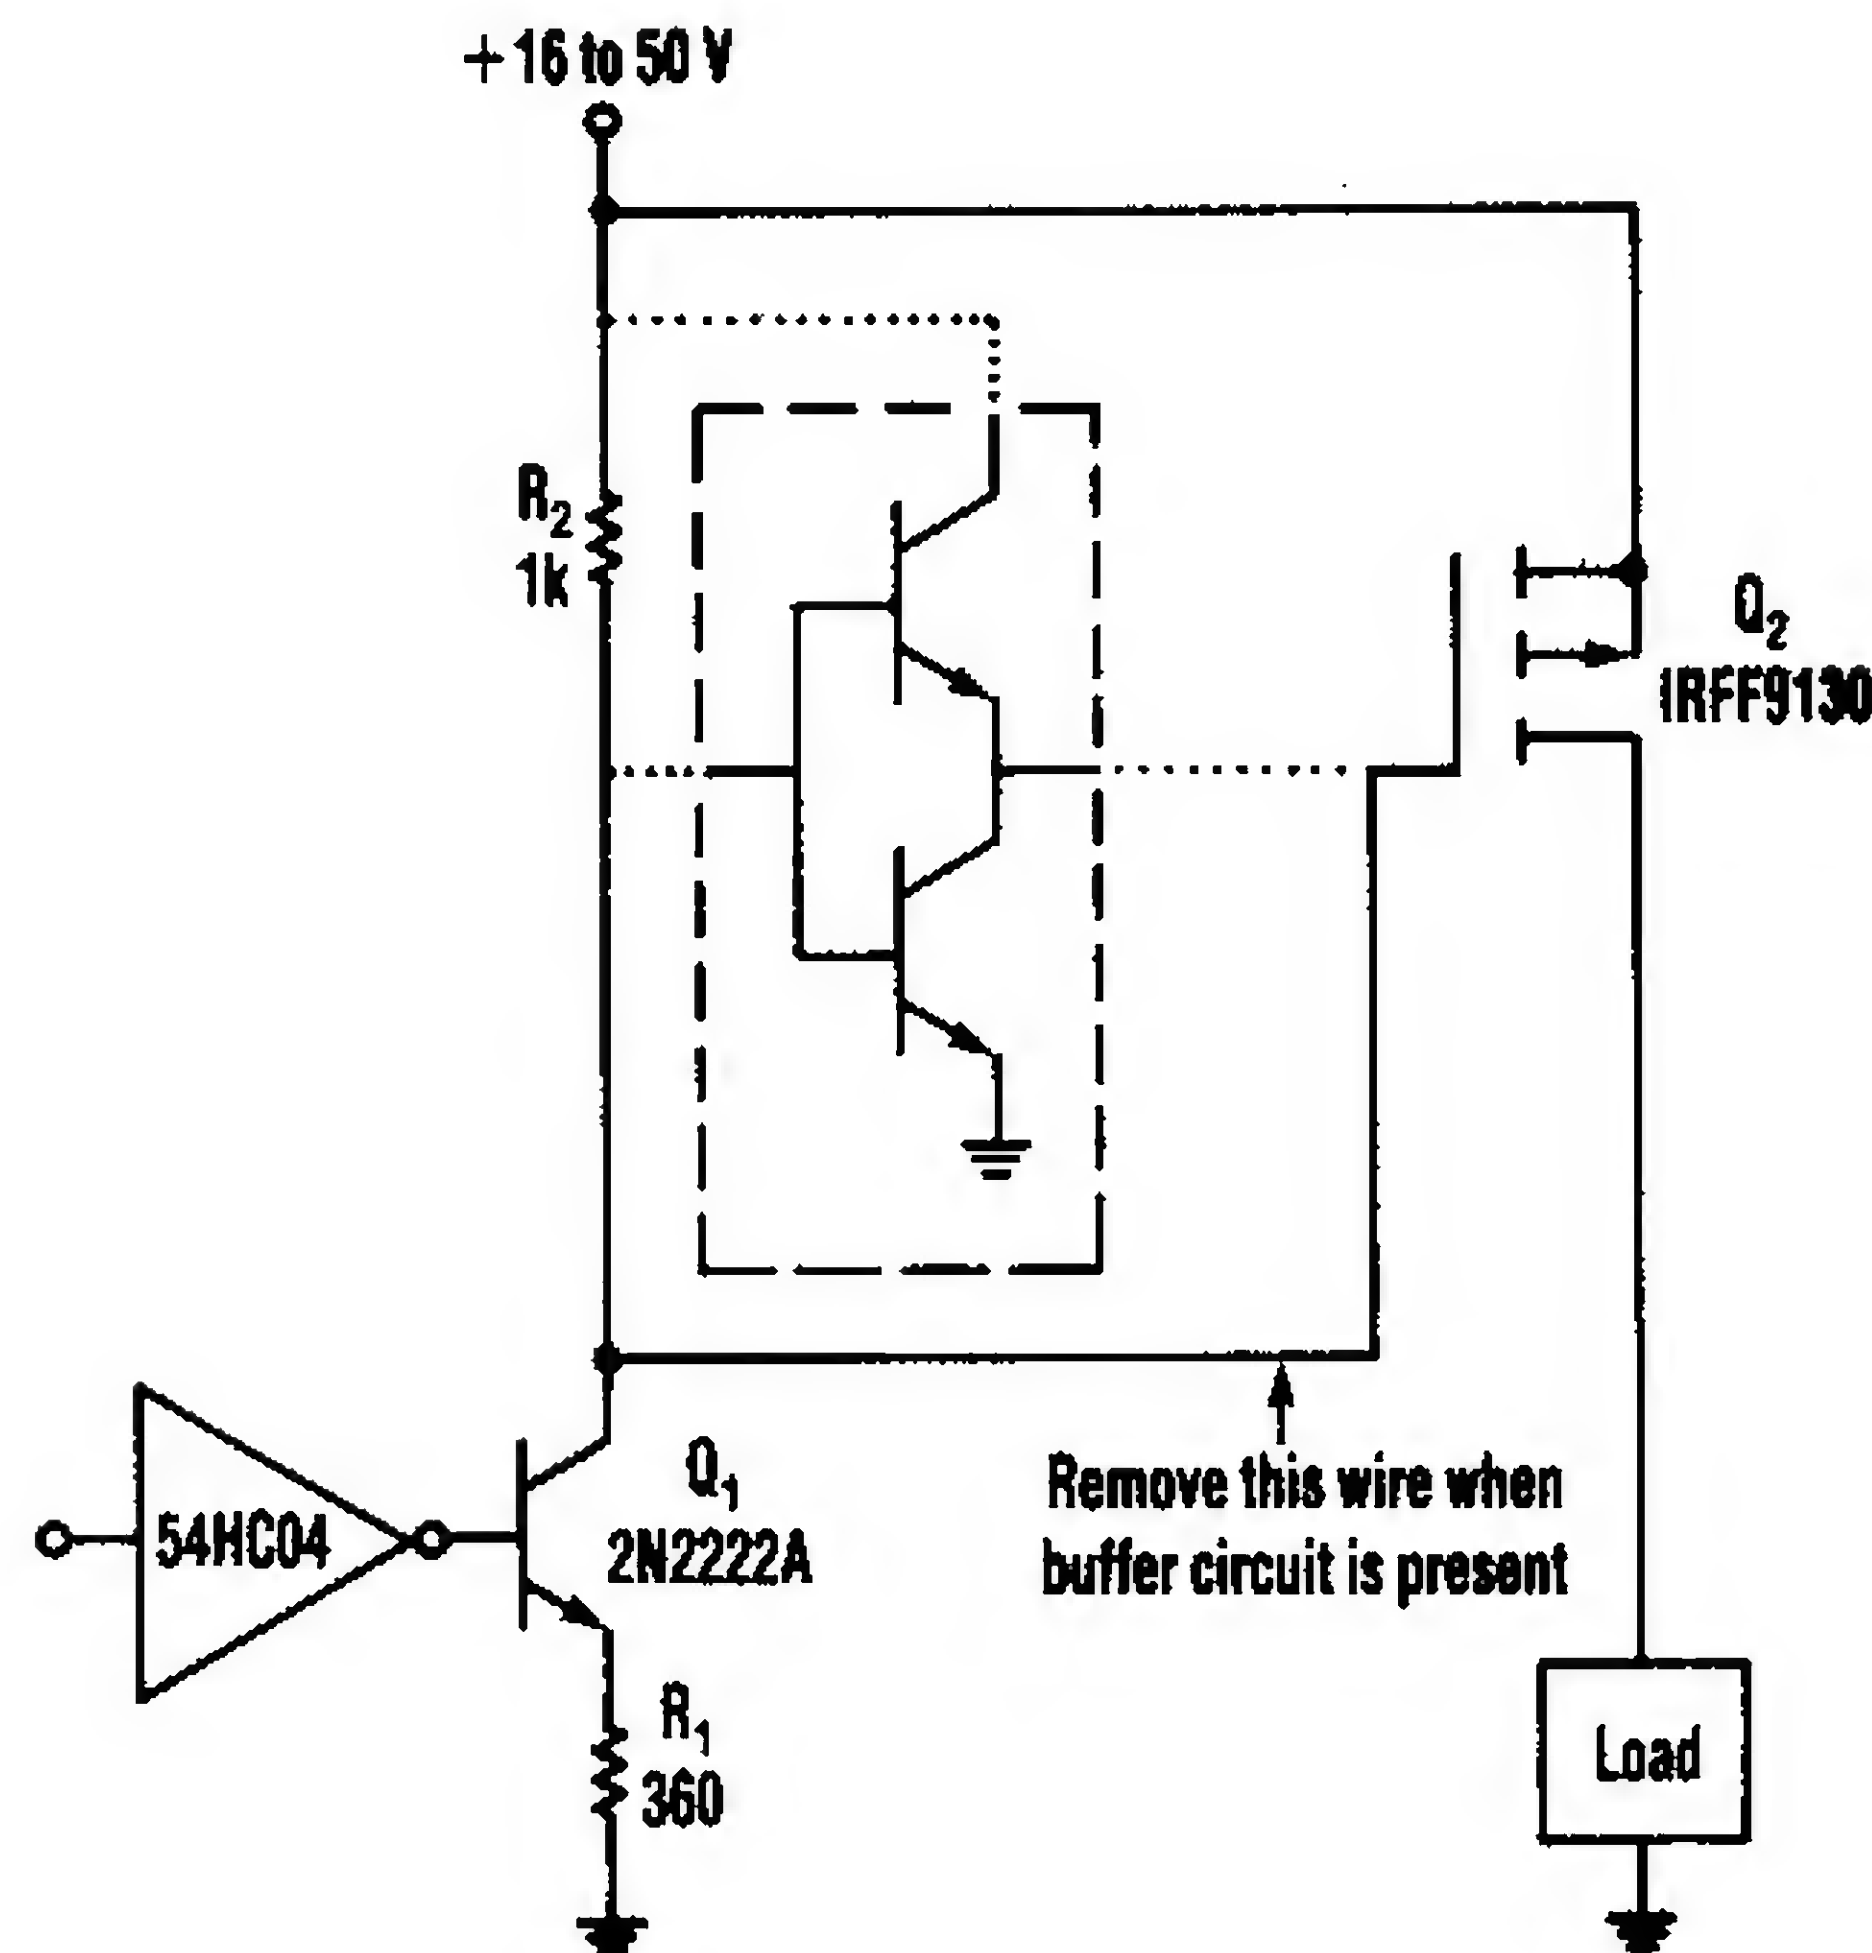 +16 to 50 V
R2
1k
Q2
IRFF9130
54HC04
Q1
2N2222A
Remove this wire when
buffer circuit is present
R1
360
Load